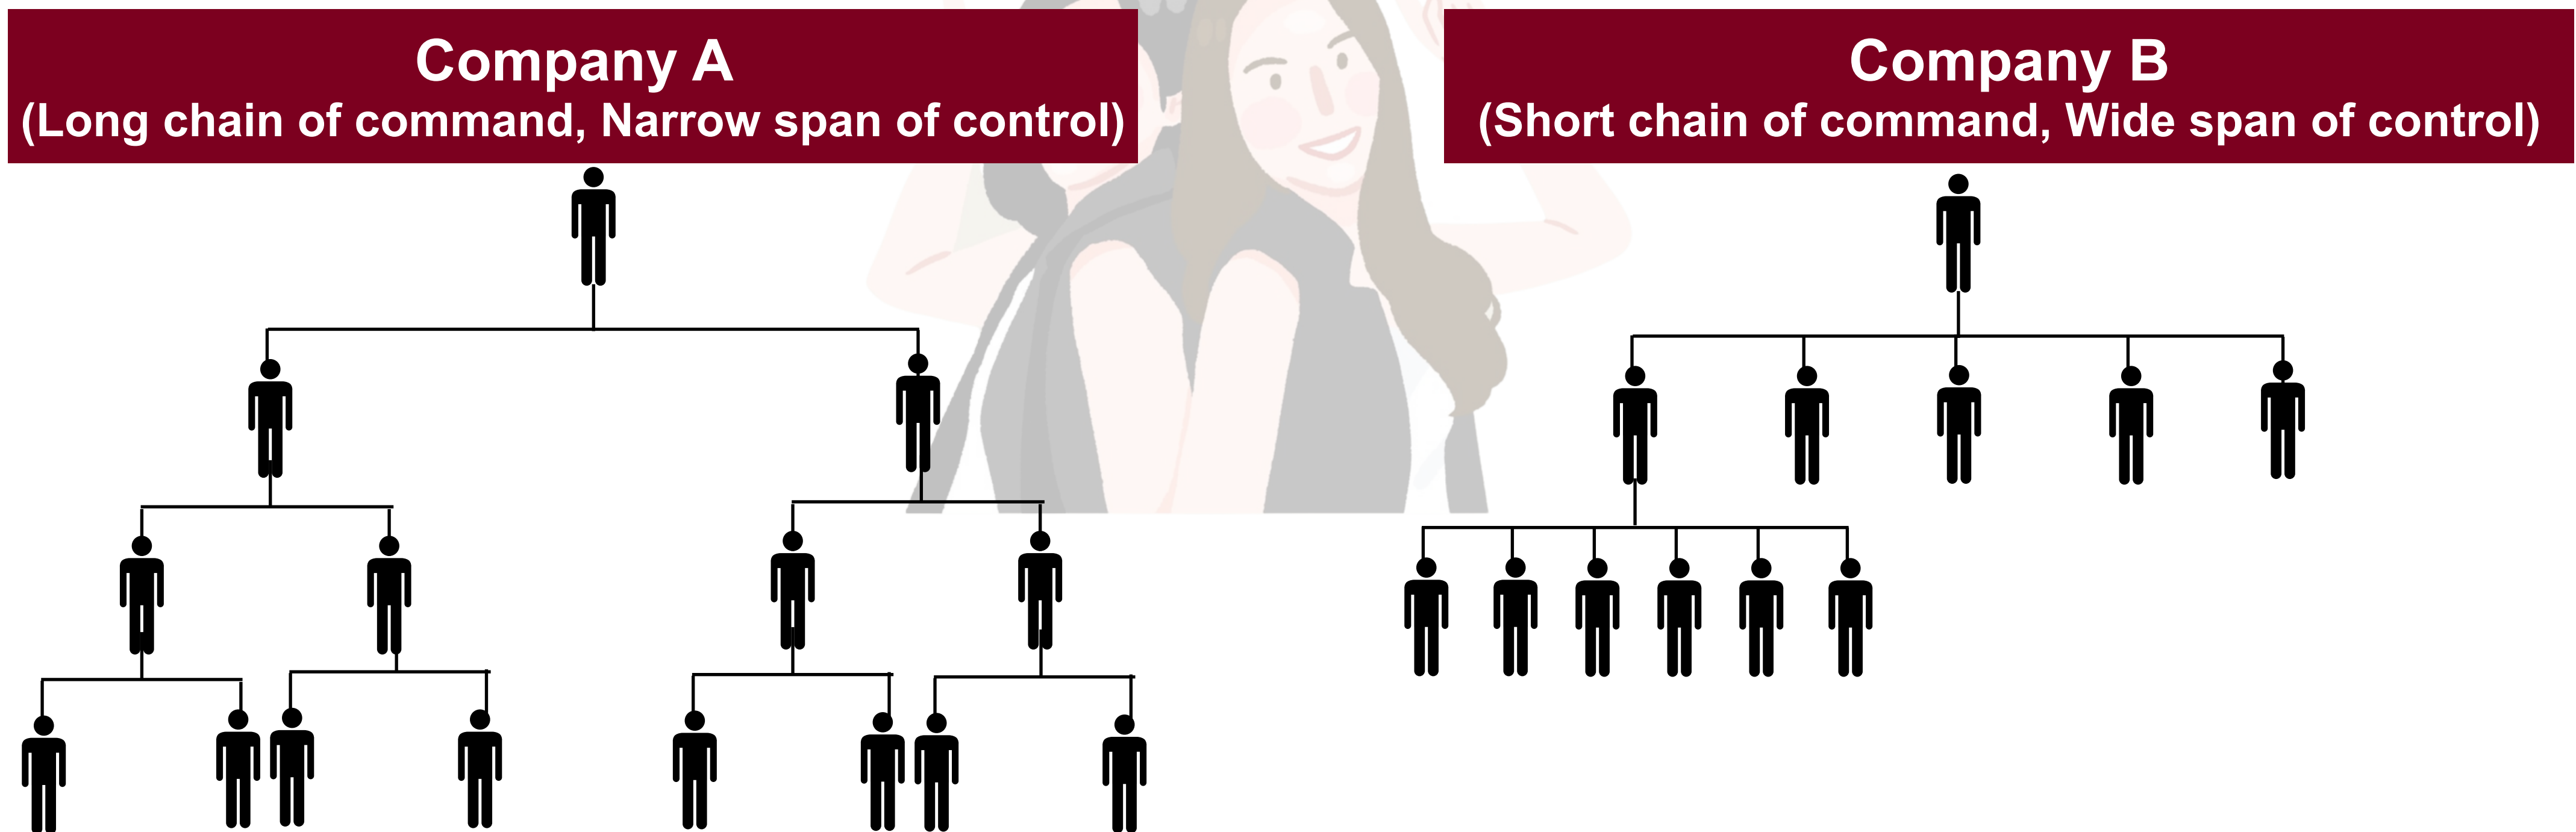 Company A
(Long chain of command, Narrow span of control)
Company B
(Short chain of command, Wide span of control)